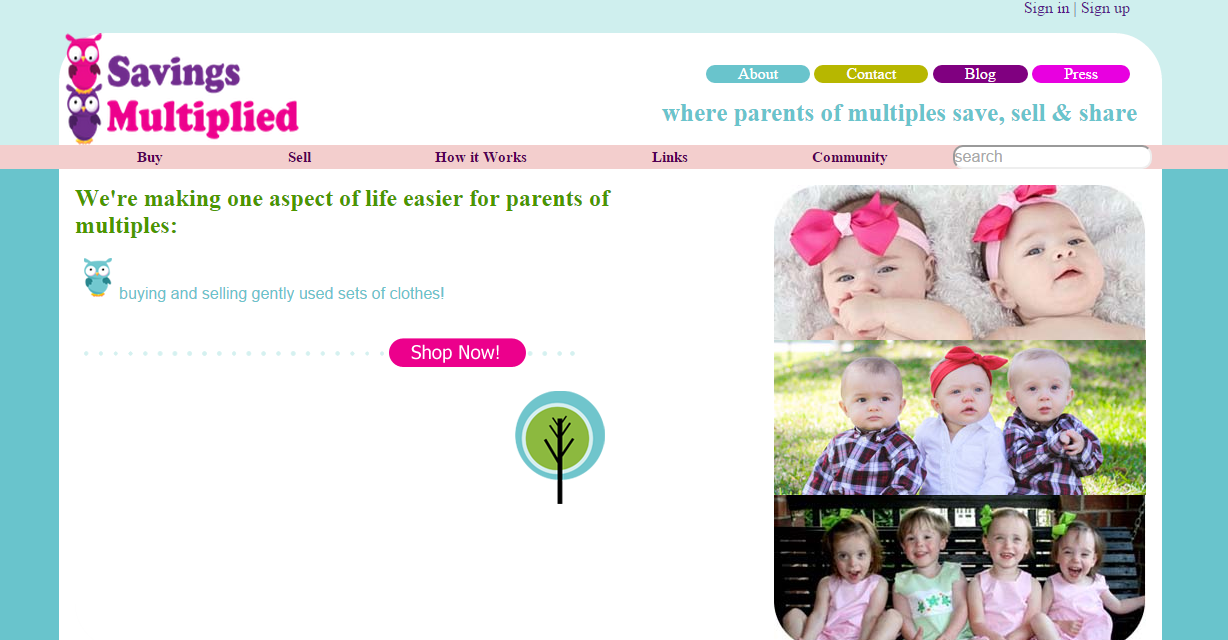 Sign in | Sign up
Savings
Multiplied
About Contact Blog Press
where parents of multiples save, sell & share
Buy Sell How it Works Links Community search
We're making one aspect of life easier for parents of
multiples:
buying and selling gently used sets of clothes!
Shop Now!